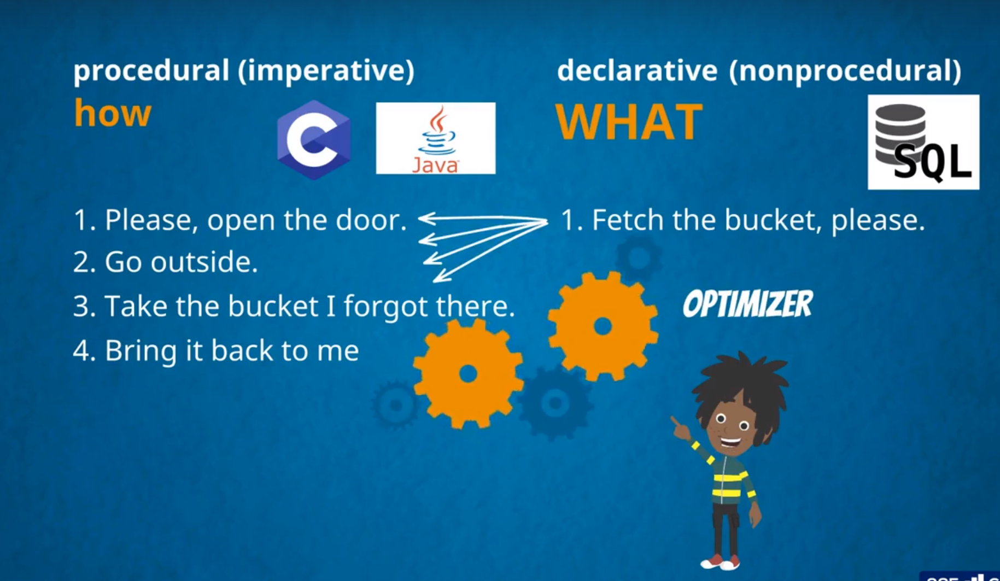 procedural (imperative)
how
C
Java
1. Please, open the door.
2. Go outside.
3. Take the bucket I forgot there.
4. Bring it back to me
declarative (nonprocedural)
WHAT
SQL
1. Fetch the bucket, please.
OPTIMIZER